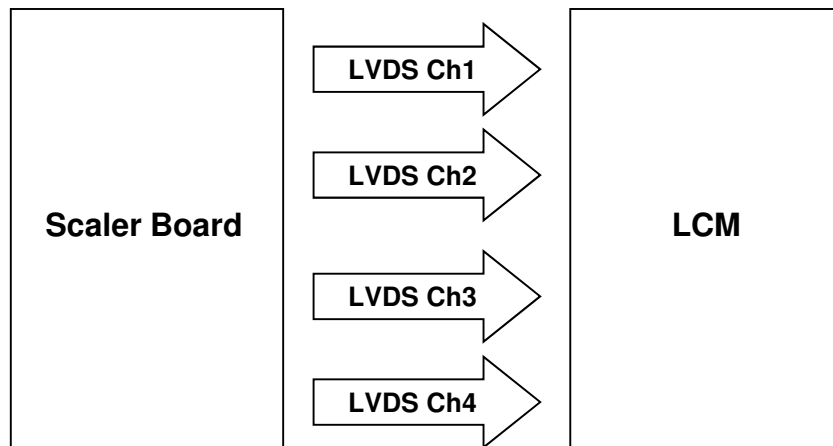 LVDS Ch1
LVDS Ch2
Scaler Board
LCM
LVDS Ch3
LVDS Ch4